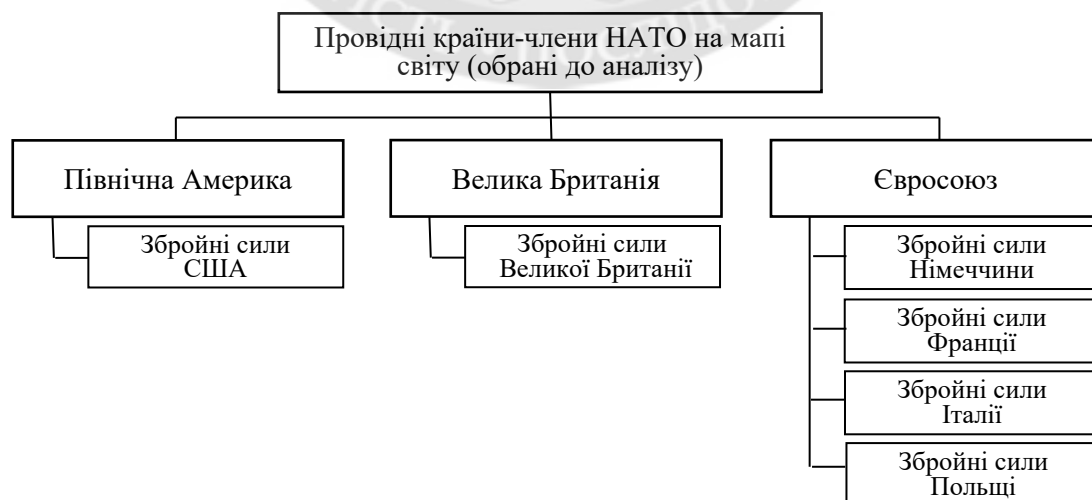 Провідні країни-члени НАТО на мапі
світу (обрані до аналізу)
Північна Америка
Збройні сили
США
Велика Британія
Збройні сили
Великої Британії
Євросоюз
Збройні сили
Німеччини
Збройні сили
Франції
Збройні сили
Італії
Збройні сили
Польщі